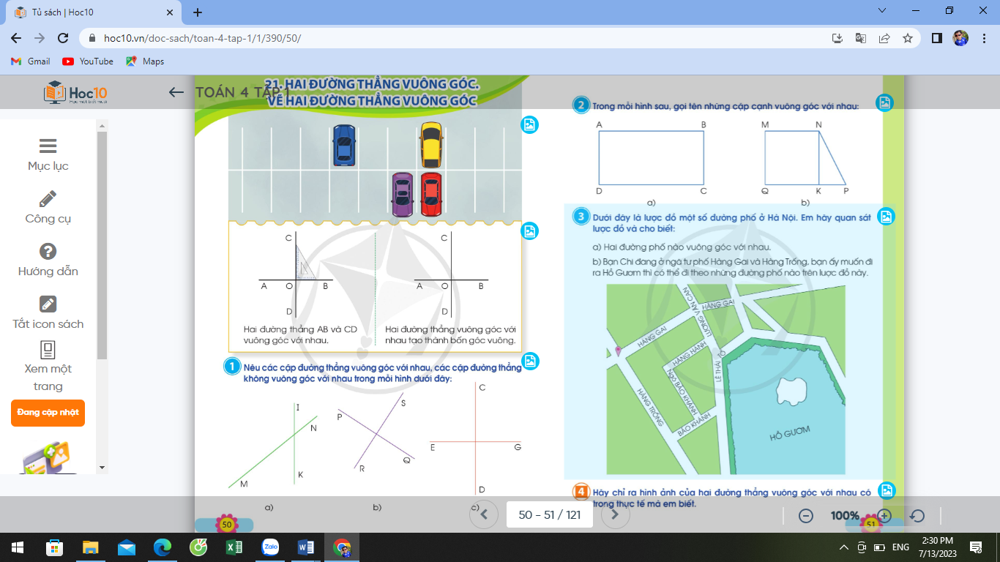 Tủ sách | Hoc10
hoc10.vn/doc-sach/toan-4-tap-1/1/390/50/
Gmail YouTube Maps
Hoc10
Học một biết mười
TOÁN 4 TẬP 1
Mục lục
Công cụ
Hướng dẫn
Tắt icon sách
Xem một
trang
Đang cập nhật
21. HAI ĐƯỜNG THẲNG VUÔNG GÓC.
VẼ HAI ĐƯỜNG THẲNG VUÔNG GÓC
C
A O B
D
Hai đường thẳng AB và CD
vuông góc với nhau.
C
A O B
D
Hai đường thẳng vuông góc với
nhau tạo thành bốn góc vuông.
1 Nêu các cặp đường thẳng vuông góc với nhau, các cặp đường thẳng
không vuông góc với nhau trong mỗi hình dưới đây:
I
N
M
K
a)
P
S
R
Q
b)
C
E G
D
c)
50
2 Trong mỗi hình sau, gọi tên những cặp cạnh vuông góc với nhau:
A B
D C
a)
M N
Q K P
b)
3 Dưới đây là lược đồ một số đường phố ở Hà Nội. Em hãy quan sát
lược đồ và cho biết:
a) Hai đường phố nào vuông góc với nhau.
b) Bạn Chi đang ở ngã tư phố Hàng Gai và Hàng Trống, bạn ấy muốn đi
ra Hồ Gươm thì có thể đi theo những đường phố nào trên lược đồ này.
HÀNG GAI
LƯƠNG VĂN CAN
HÀNG GAI
HÀNG HÀNH
LÊ THÁI TỔ
Ngõ BẢO KHÁNH
HÀNG TRỐNG
BẢO KHÁNH
HỒ GƯƠM
4 Hãy chỉ ra hình ảnh của hai đường thẳng vuông góc với nhau có
trong thực tế mà em biết.
51
50 - 51 / 121
100%
Zalo
ENG
2:30 PM
7/13/2023